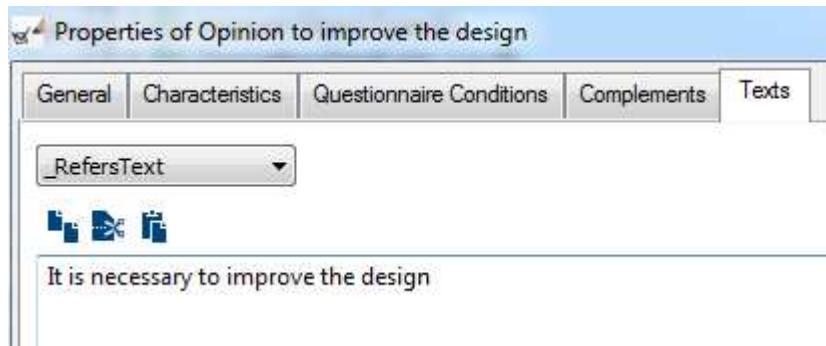 Properties of Opinion to improve the design
General Characteristics Questionnaire Conditions Complements Texts
_RefersText
It is necessary to improve the design